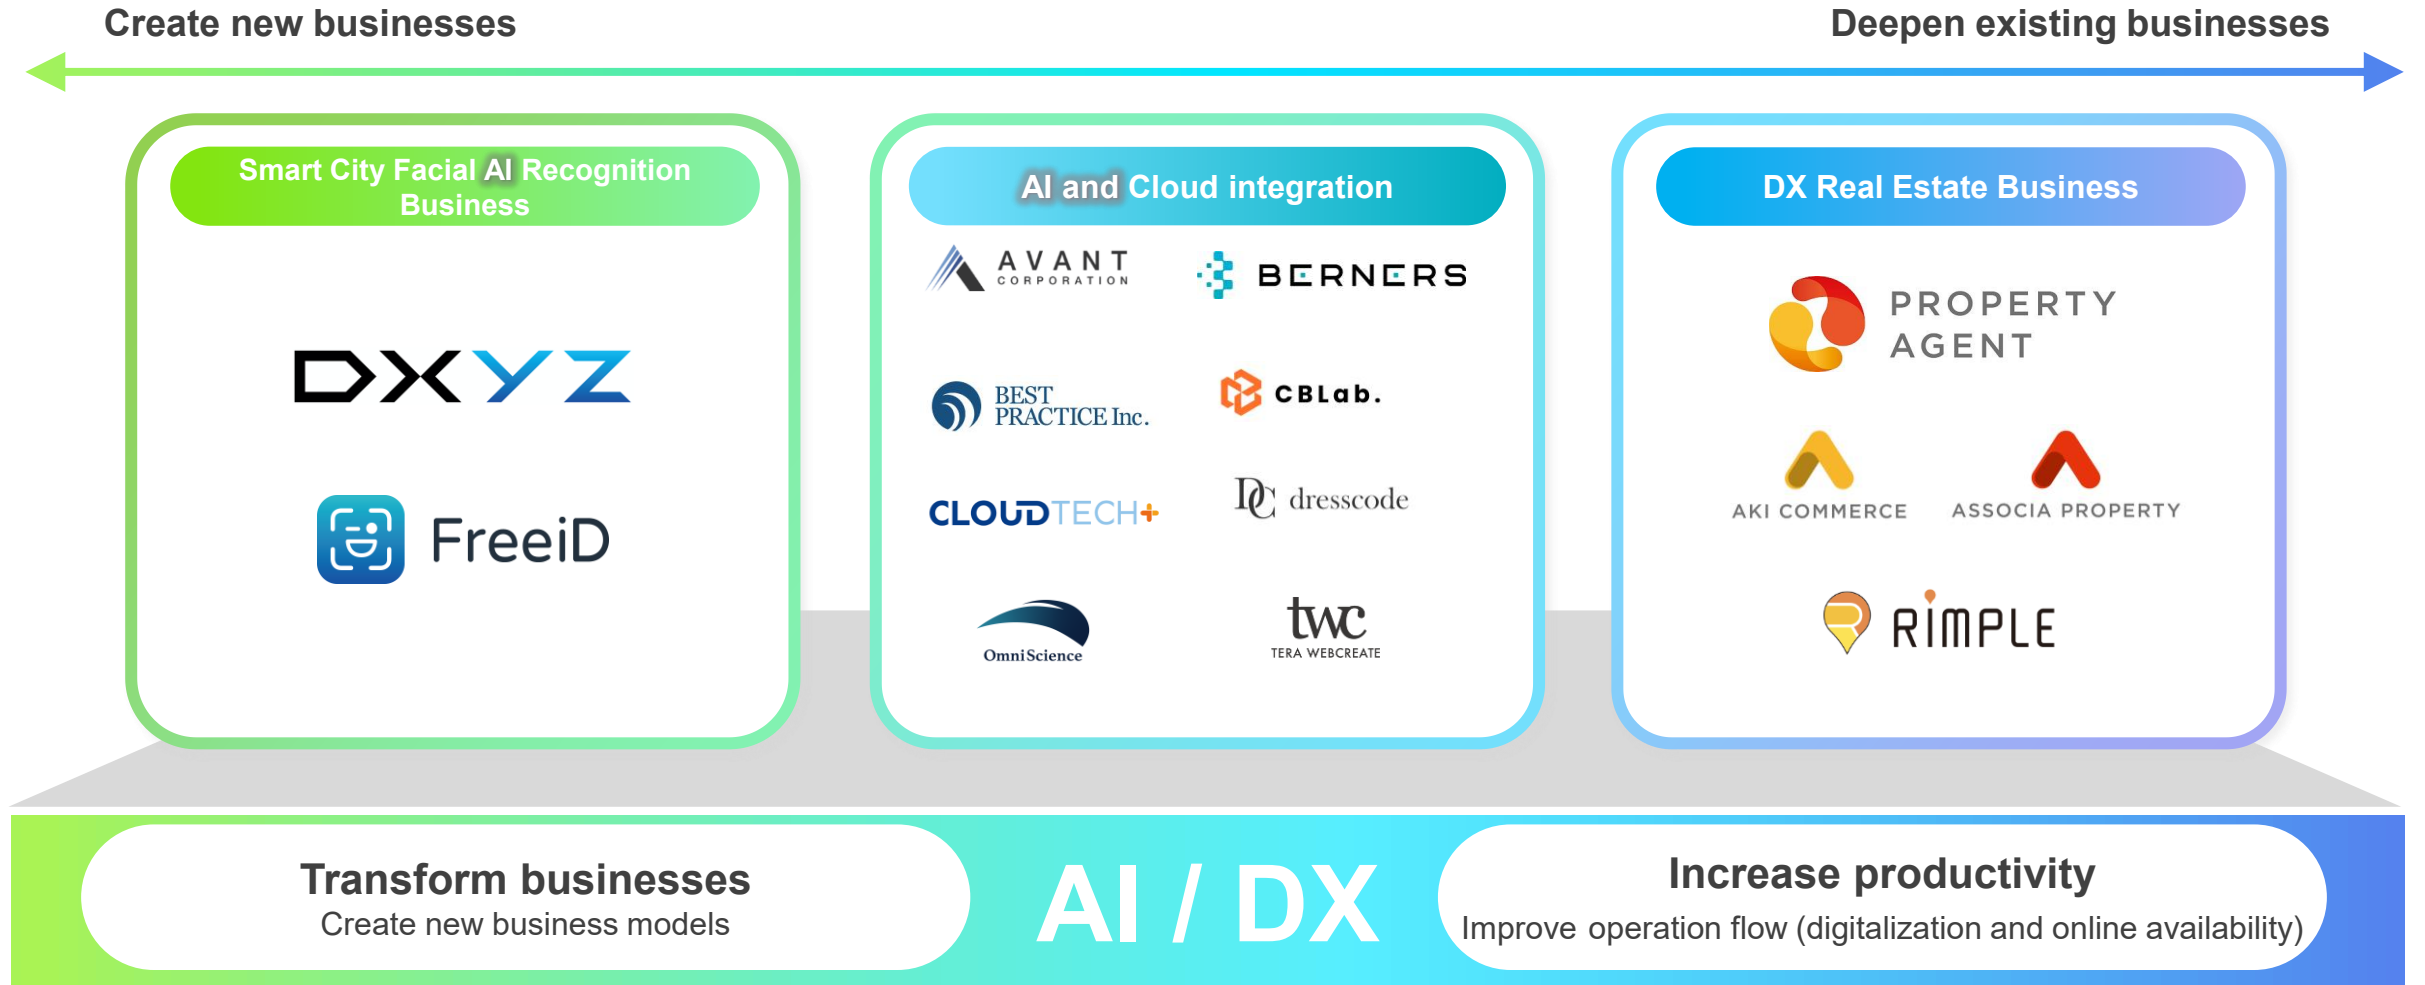 Create new businesses
Deepen existing businesses
Smart City Facial AI Recognition
Business
DXYZ
FreeiD
AI and Cloud integration
AVANT
CORPORATION
BERNERS
BEST
PRACTICE Inc.
CBLab.
CLOUDTECH+
DC dresscode
OmniScience
twc
TERA WEBCREATE
DX Real Estate Business
PROPERTY
AGENT
AKI COMMERCE
ASSOCIA PROPERTY
RIMPLE
Transform businesses
Create new business models
AI / DX
Increase productivity
Improve operation flow (digitalization and online availability)